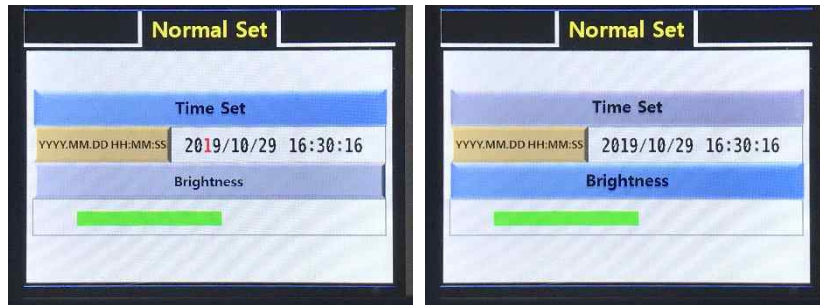 Normal Set
Time Set
YYYY.MM.DD HH:MM:SS 2019/10/29 16:30:16
Brightness
Normal Set
Time Set
YYYY.MM.DD HH:MM:SS 2019/10/29 16:30:16
Brightness